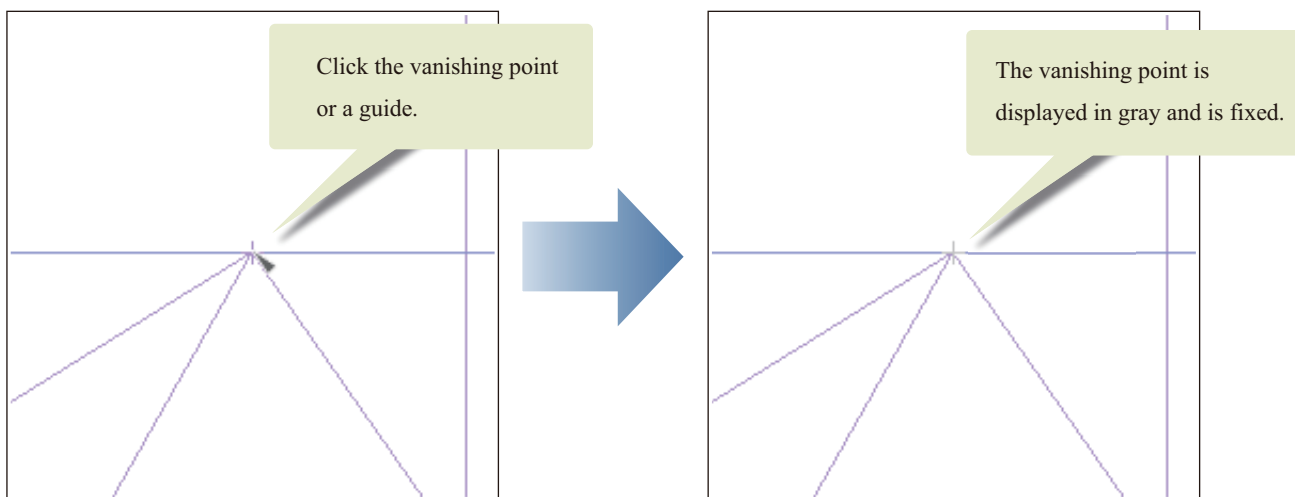 Click the vanishing point
or a guide.
The vanishing point is
displayed in gray and is fixed.